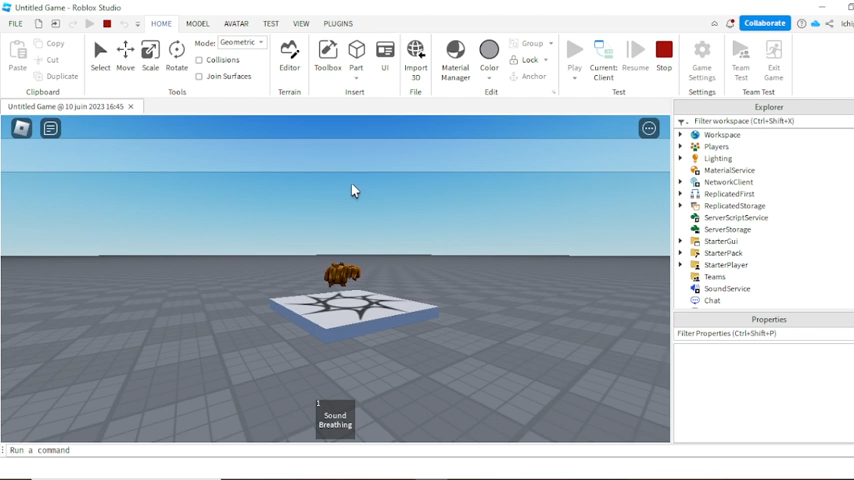 Untitled Game - Roblox Studio
FILE
HOME MODEL AVATAR TEST VIEW PLUGINS
Collaborate
Paste
Copy
Cut
Duplicate
Clipboard
Select Move Scale Rotate
Mode: Geometric
Collisions
Join Surfaces
Tools
Editor
Terrain
Toolbox Part UI
Insert
Import
3D
File
Material
Manager
Color
Group
Lock
Anchor
Edit
Play
Current:
Client
Resume Stop
Test
Game
Settings
Settings
Team
Test
Exit
Game
Team Test
Untitled Game @ 10 juin 2023 16:45
Explorer
Filter workspace (Ctrl+Shift+X)
Workspace
Players
Lighting
MaterialService
NetworkClient
ReplicatedFirst
ReplicatedStorage
ServerScriptService
ServerStorage
StarterGui
StarterPack
StarterPlayer
Teams
SoundService
Chat
Properties
Filter Properties (Ctrl+Shift+P)
1
Sound
Breathing
Run a command